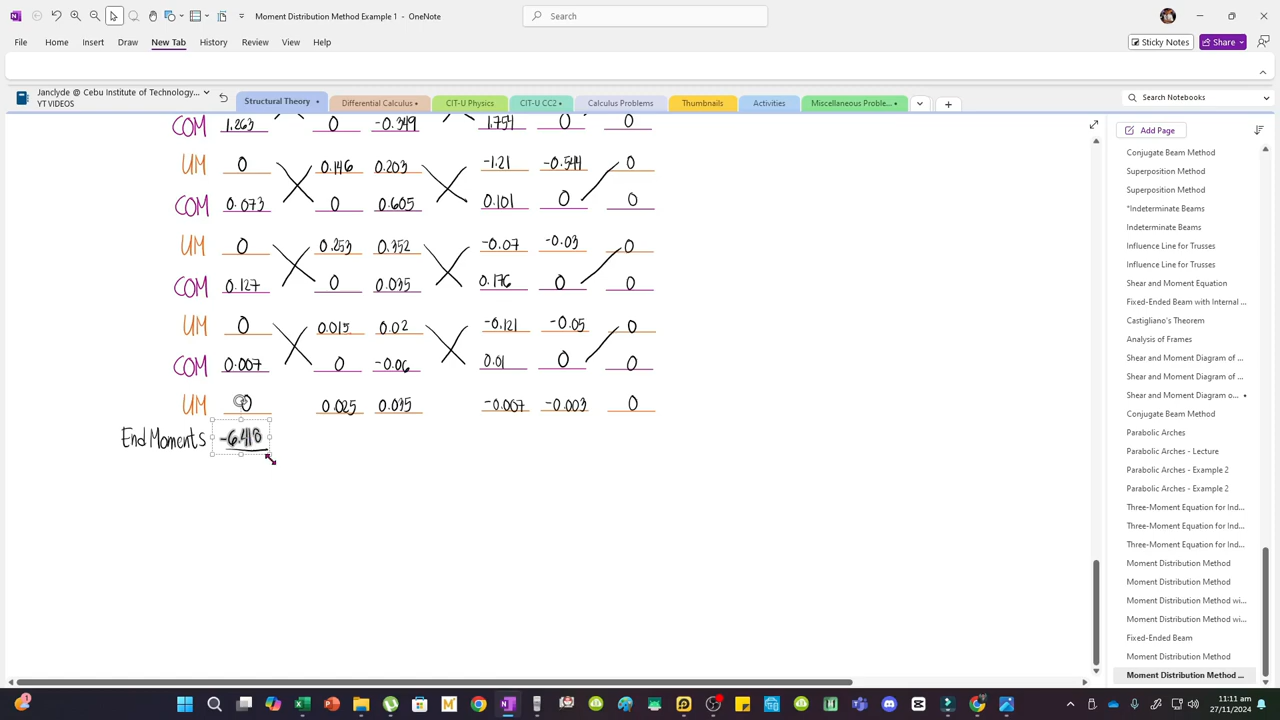 Moment Distribution Method Example 1 - OneNote
Search
File Home Insert Draw New Tab History Review View Help
Sticky Notes Share
Janclyde @ Cebu Institute of Technology...
YT VIDEOS
Structural Theory Differential Calculus CIT-U Physics CIT-U CC2 Calculus Problems Thumbnails Activities Miscellaneous Proble...
Search Notebooks
Add Page
Conjugate Beam Method
Superposition Method
Superposition Method
*Indeterminate Beams
Indeterminate Beams
Influence Line for Trusses
Influence Line for Trusses
Shear and Moment Equation
Fixed-Ended Beam with Internal ...
Castigliano's Theorem
Analysis of Frames
Shear and Moment Diagram of ...
Shear and Moment Diagram of ...
Shear and Moment Diagram o...
Conjugate Beam Method
Parabolic Arches
Parabolic Arches - Lecture
Parabolic Arches - Example 2
Parabolic Arches - Example 2
Three-Moment Equation for Ind...
Three-Moment Equation for Ind...
Three-Moment Equation for Ind...
Moment Distribution Method
Moment Distribution Method
Moment Distribution Method wi...
Moment Distribution Method wi...
Fixed-Ended Beam
Moment Distribution Method
Moment Distribution Method ...
COM 1.263 0 -0.349 1.754 0 0
UM 0 0.146 0.203 -1.21 -0.544 0
COM 0.073 0 0.605 0.101 0 0
UM 0 0.253 0.352 -0.07 -0.03 0
COM 0.127 0 0.035 0.176 0 0
UM 0 0.015 0.02 -0.121 -0.05 0
COM 0.007 0 -0.06 0.01 0 0
UM 0 0.025 0.035 -0.007 -0.003 0
End Moments -6.418
11:11 am
27/11/2024